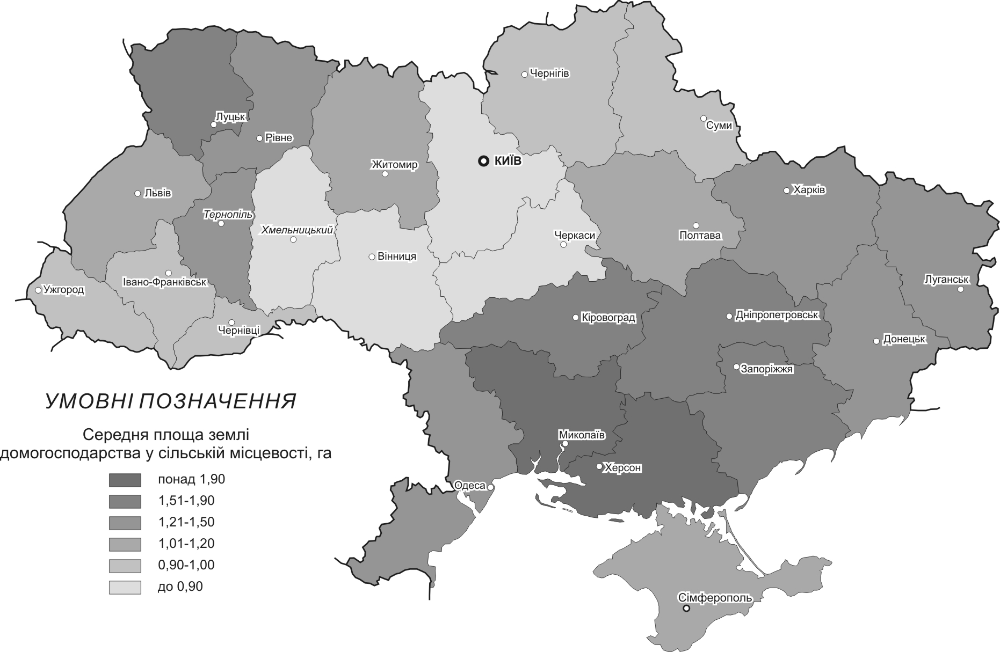 Чернігів
Луцьк
Суми
Рівне
КИЇВ
Житомир
Львів
Харків
Тернопіль
Хмельницький
Черкаси
Полтава
Вінниця
Івано-Франківськ
Луганськ
Ужгород
Дніпропетровськ
Кіровоград
Чернівці
Донецьк
Запоріжжя
УМОВНІ ПОЗНАЧЕННЯ
Середня площа землі
домогосподарства у сільській місцевості, га
Миколаїв
Херсон
понад 1,90
Одеса
1,51-1,90
1,21-1,50
1,01-1,20
0,90-1,00
до 0,90
Сімферополь